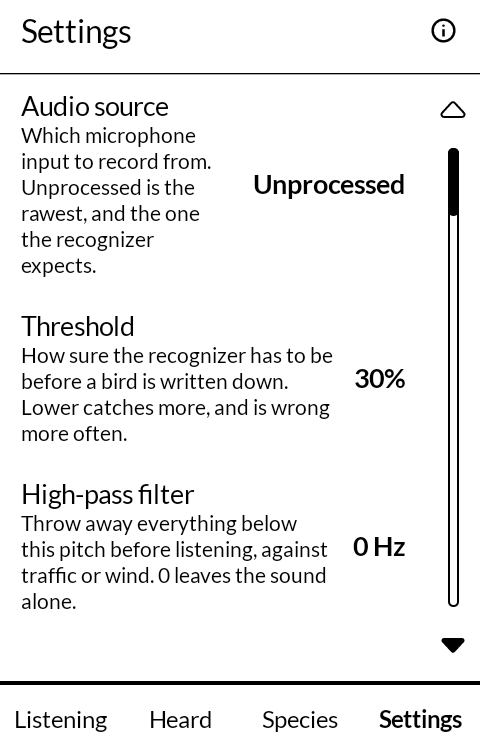 Settings
Audio source
Which microphone
input to record from.
Unprocessed is the
rawest, and the one
the recognizer
expects.
Unprocessed
Threshold
How sure the recognizer has to be
before a bird is written down.
Lower catches more, and is wrong
more often.
30%
High-pass filter
Throw away everything below
this pitch before listening, against
traffic or wind. 0 leaves the sound
alone.
0 Hz
Listening
Heard
Species
Settings